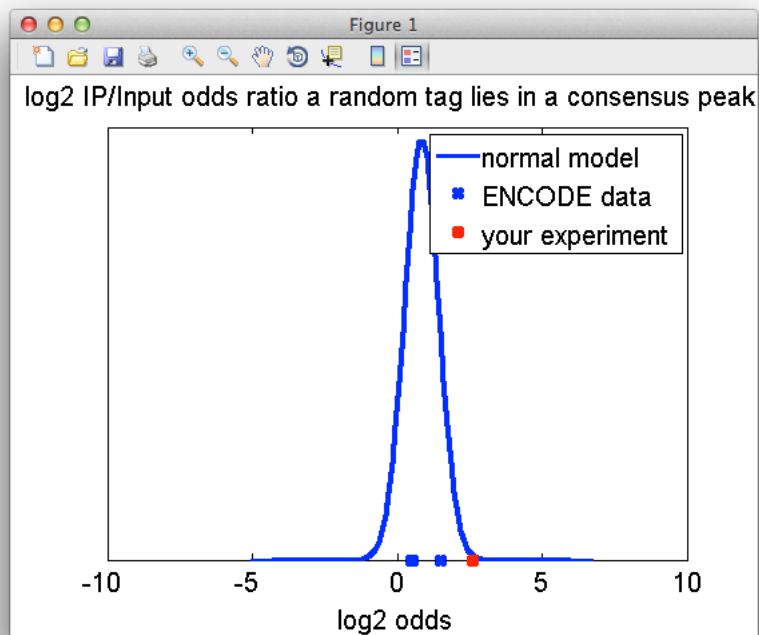 Figure 1
log2 IP/Input odds ratio a random tag lies in a consensus peak
normal model
ENCODE data
your experiment
-10 -5 0 5 10
log2 odds